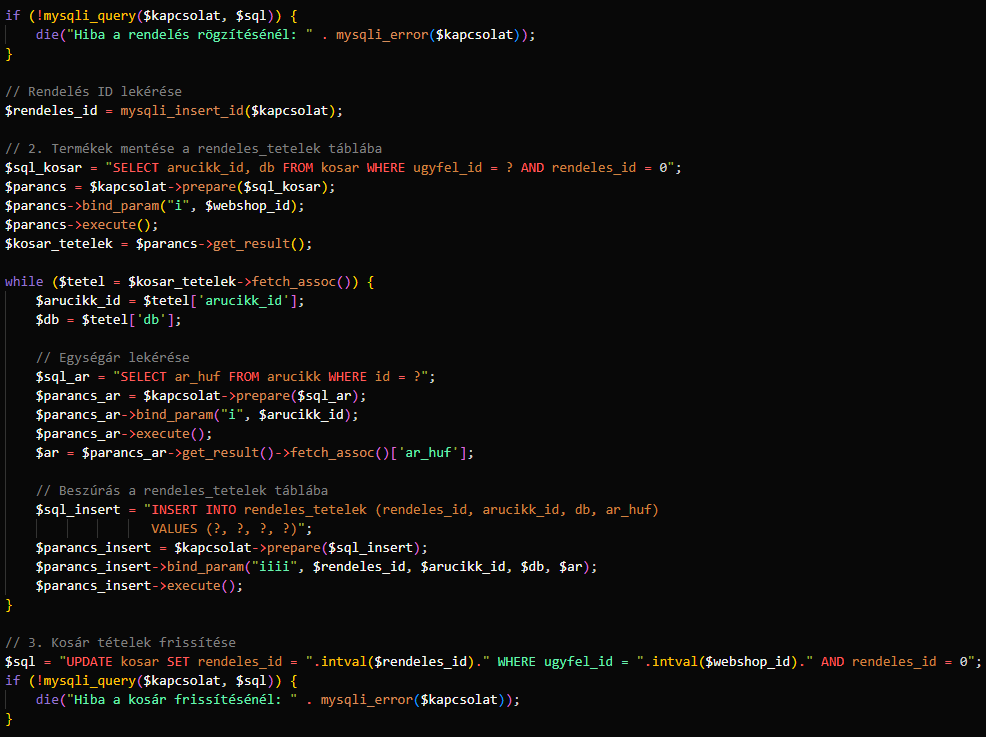 if (!mysqli_query($kapcsolat, $sql)) {
    die("Hiba a rendelés rögzítésénél: " . mysqli_error($kapcsolat));
}

// Rendelés ID lekérése
$rendeles_id = mysqli_insert_id($kapcsolat);

// 2. Termékek mentése a rendeles_tetelek táblába
$sql_kosar = "SELECT arucikk_id, db FROM kosar WHERE ugyfel_id = ? AND rendeles_id = 0";
$parancs = $kapcsolat->prepare($sql_kosar);
$parancs->bind_param("i", $webshop_id);
$parancs->execute();
$kosar_tetelek = $parancs->get_result();

while ($tetel = $kosar_tetelek->fetch_assoc()) {
    $arucikk_id = $tetel['arucikk_id'];
    $db = $tetel['db'];

    // Egységár lekérése
    $sql_ar = "SELECT ar_huf FROM arucikk WHERE id = ?";
    $parancs_ar = $kapcsolat->prepare($sql_ar);
    $parancs_ar->bind_param("i", $arucikk_id);
    $parancs_ar->execute();
    $ar = $parancs_ar->get_result()->fetch_assoc()['ar_huf'];

    // Beszúrás a rendeles_tetelek táblába
    $sql_insert = "INSERT INTO rendeles_tetelek (rendeles_id, arucikk_id, db, ar_huf)
                   VALUES (?, ?, ?, ?)";
    $parancs_insert = $kapcsolat->prepare($sql_insert);
    $parancs_insert->bind_param("iiii", $rendeles_id, $arucikk_id, $db, $ar);
    $parancs_insert->execute();
}

// 3. Kosár tételek frissítése
$sql = "UPDATE kosar SET rendeles_id = ".intval($rendeles_id)." WHERE ugyfel_id = ".intval($webshop_id)." AND rendeles_id = 0";
if (!mysqli_query($kapcsolat, $sql)) {
    die("Hiba a kosár frissítésénél: " . mysqli_error($kapcsolat));
}